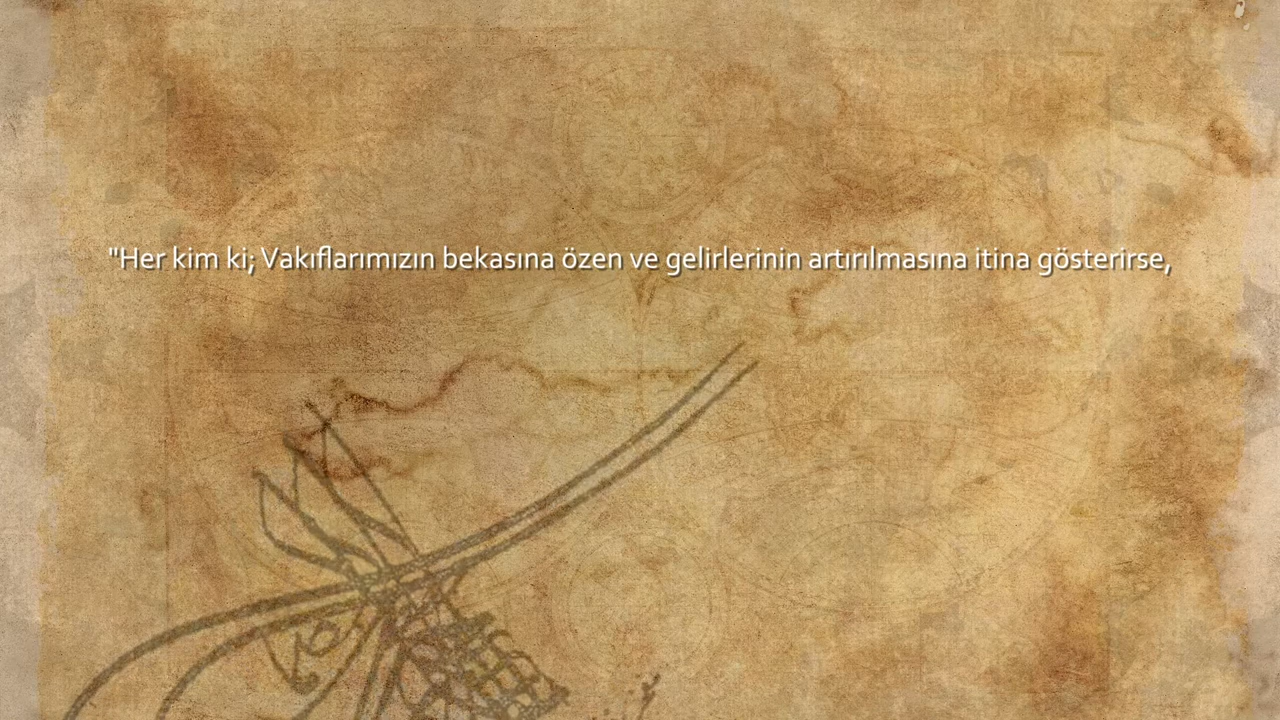 "Her kim ki; Vakıflarımızın bekasına özen ve gelirlerinin artırılmasına itina gösterirse,